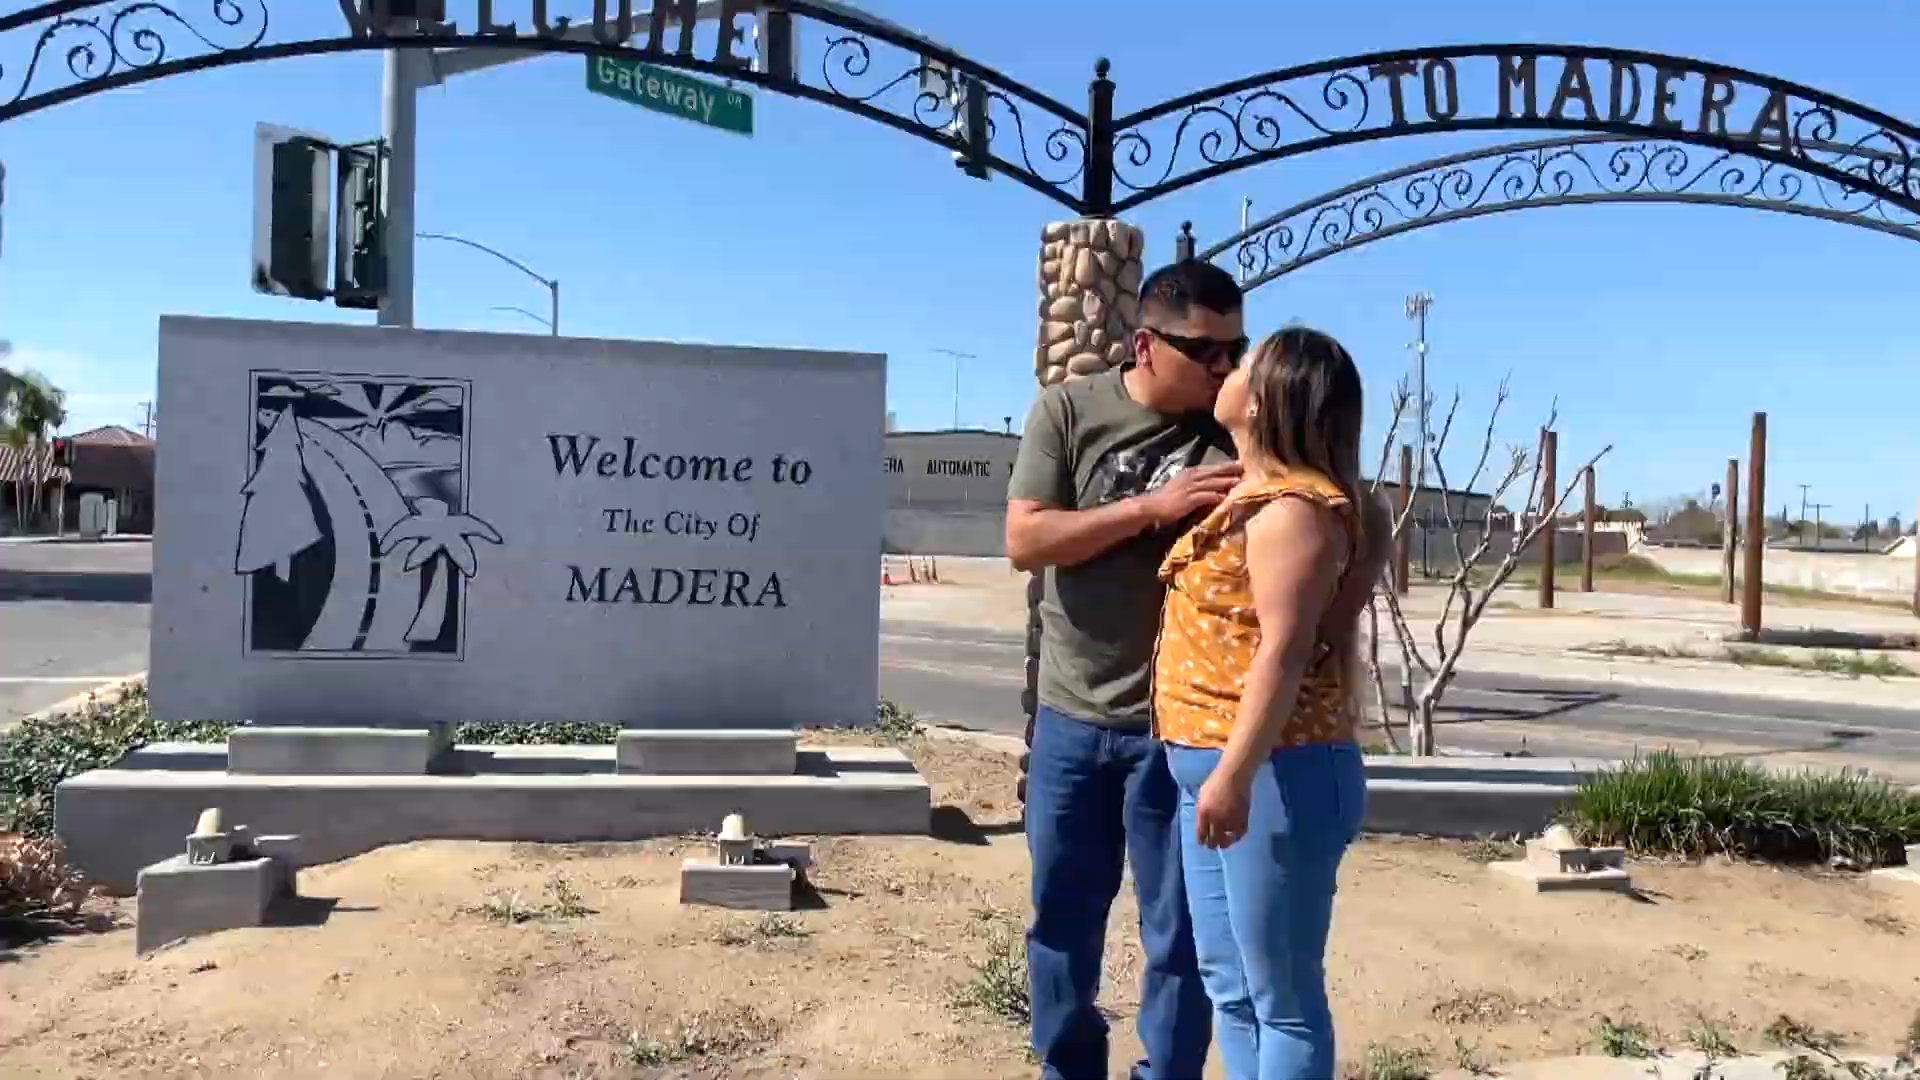 WELCOME
TO MADERA
Gateway DR
Welcome to
The City Of
MADERA
AUTOMATIC